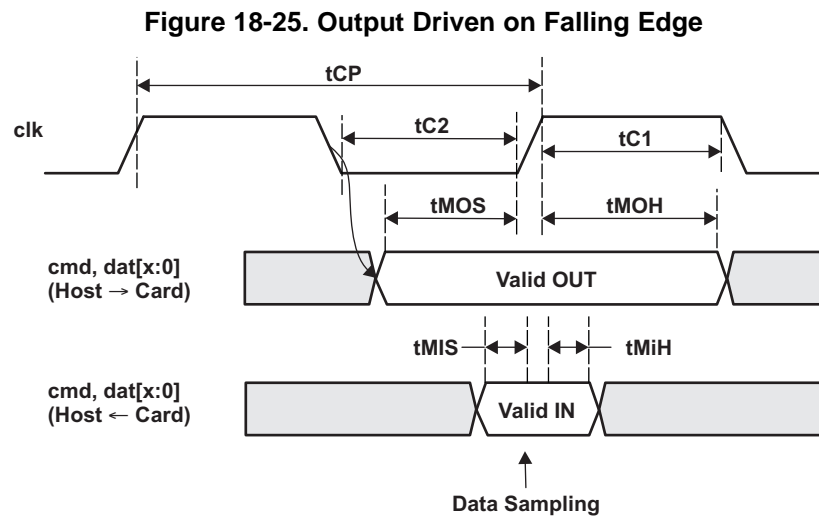 Figure 18-25. Output Driven on Falling Edge
tCP
clk
tC2
tC1
tMOS
tMOH
cmd, dat[x:0]
(Host → Card)
Valid OUT
tMIS
tMiH
cmd, dat[x:0]
(Host ← Card)
Valid IN
Data Sampling